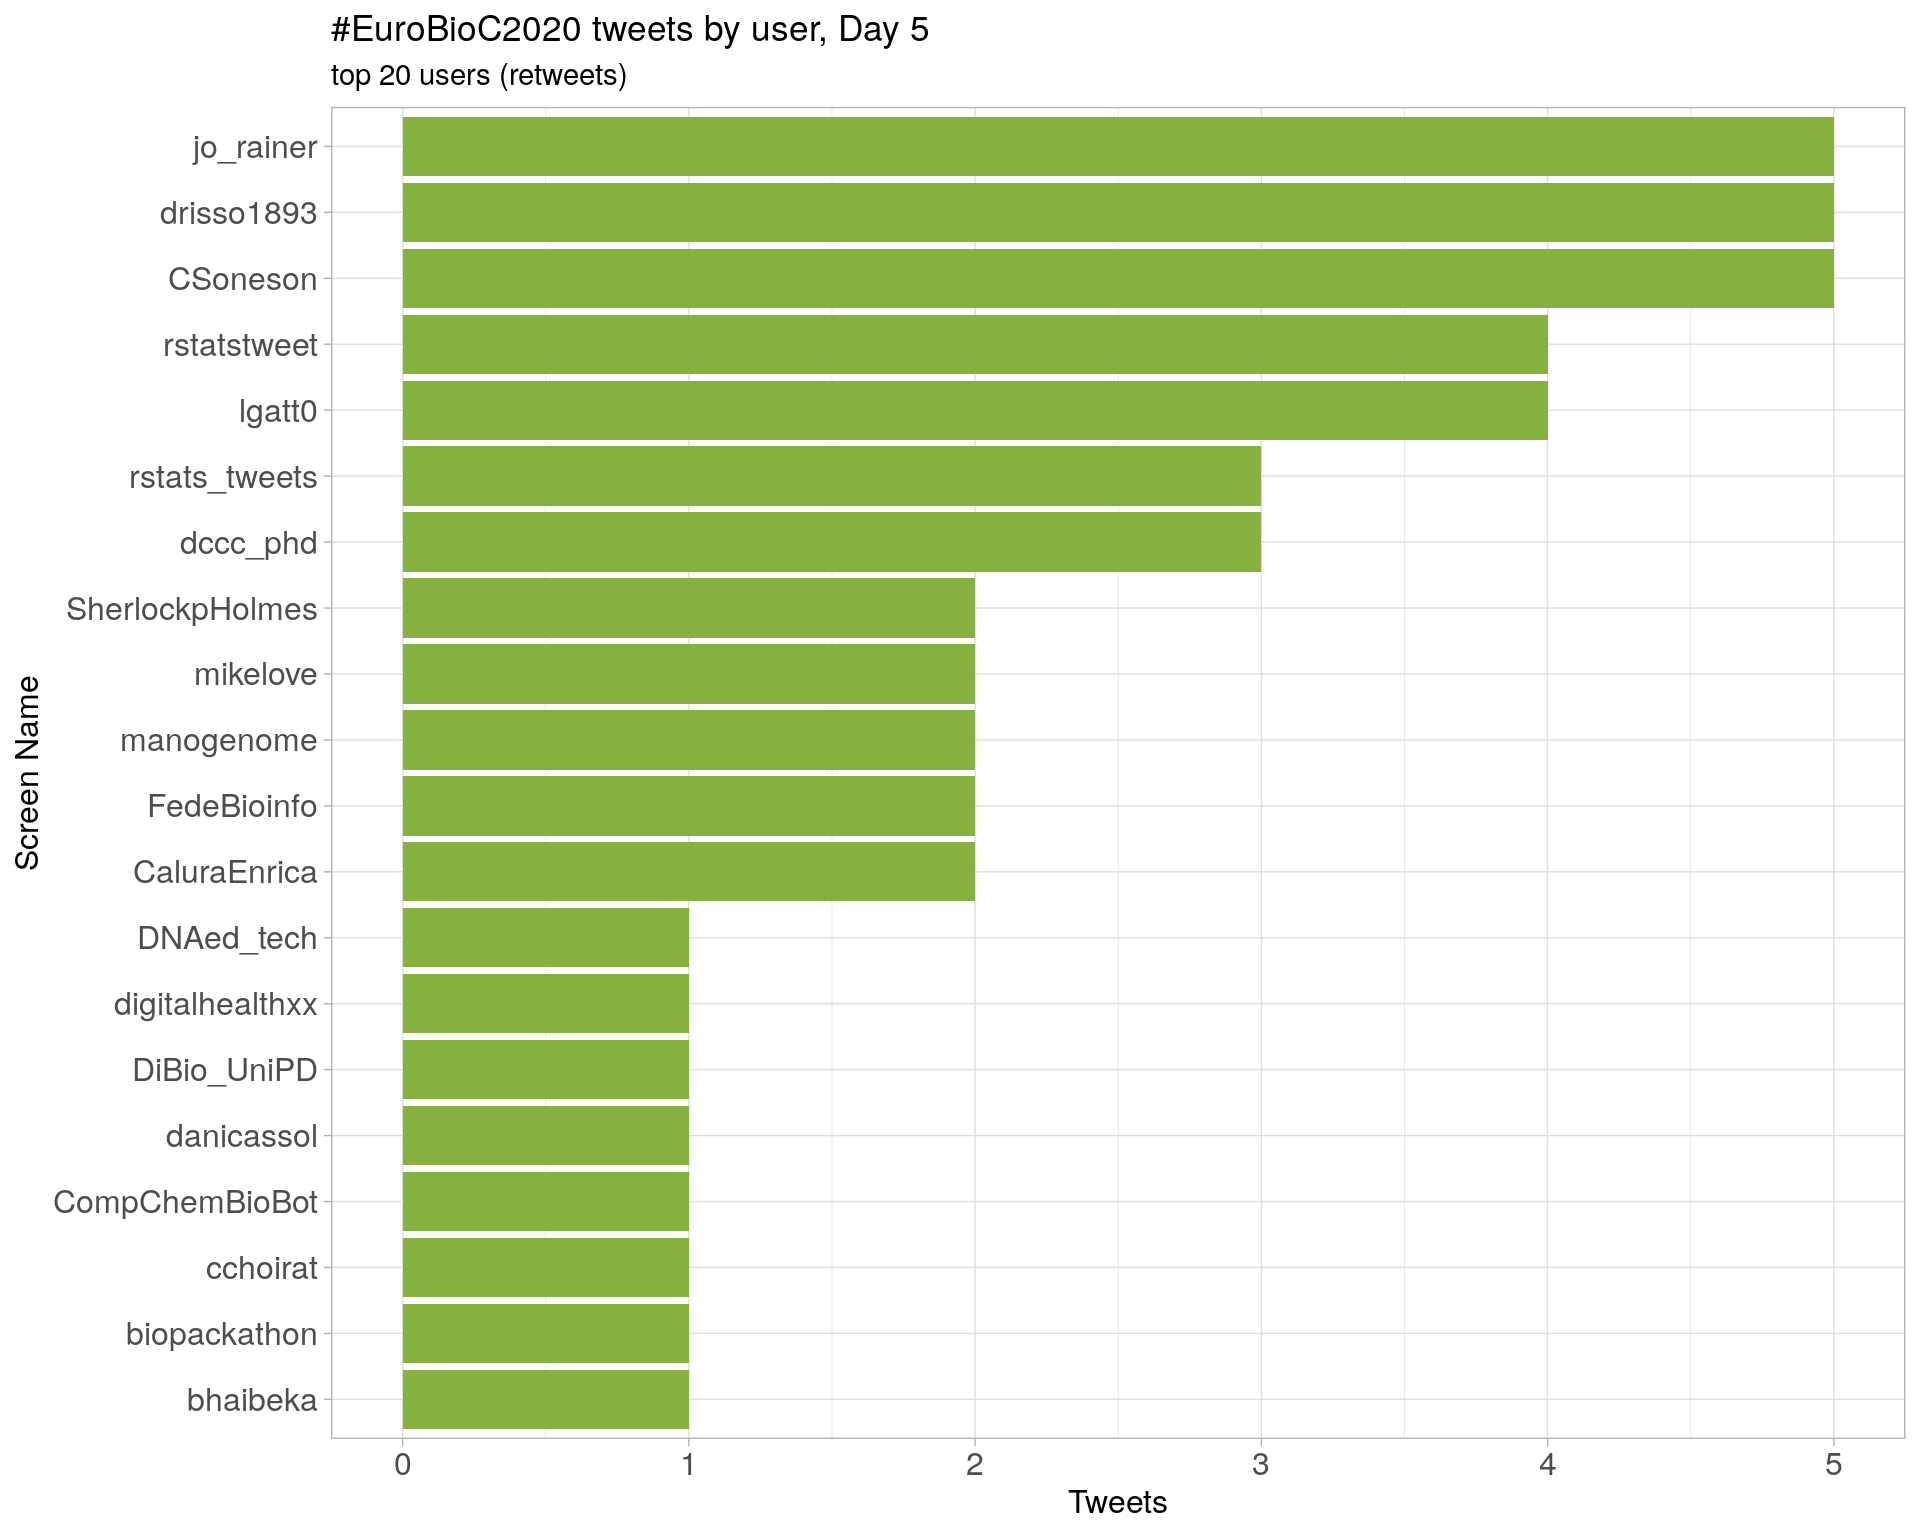 #EuroBioC2020 tweets by user, Day 5
top 20 users (retweets)
jo_rainer
drisso1893
CSoneson
rstatstweet
lgatt0
rstats_tweets
dccc_phd
SherlockpHolmes
mikelove
manogenome
FedeBioinfo
CaluraEnrica
DNAed_tech
digitalhealthxx
DiBio_UniPD
danicassol
CompChemBioBot
cchoirat
biopackathon
bhaibeka
Screen Name
0 1 2 3 4 5
Tweets